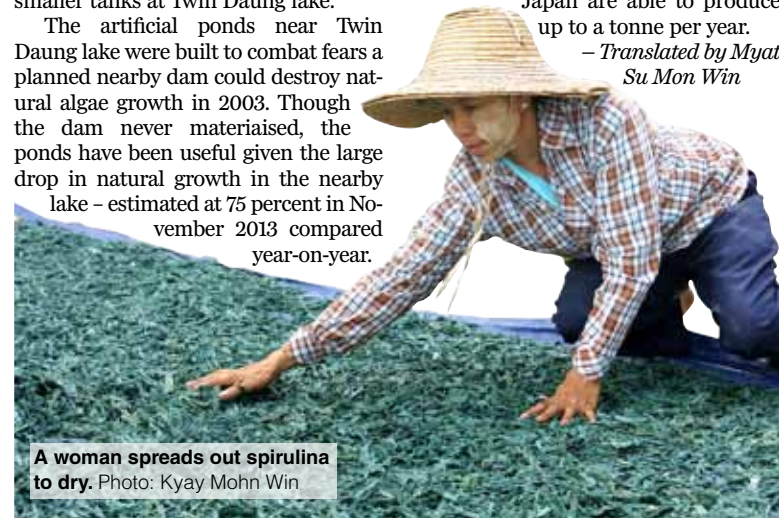 smaller tanks at Twin Daung lake.
The artificial ponds near Twin
Daung lake were built to combat fears a
planned nearby dam could destroy nat-
ural algae growth in 2003. Though
the dam never materiaised, the
ponds have been useful given the large
drop in natural growth in the nearby
lake – estimated at 75 percent in No-
vember 2013 compared
year-on-year.
Japan are able to produce
up to a tonne per year.
– Translated by Myat
Su Mon Win
A woman spreads out spirulina
to dry. Photo: Kyay Mohn Win